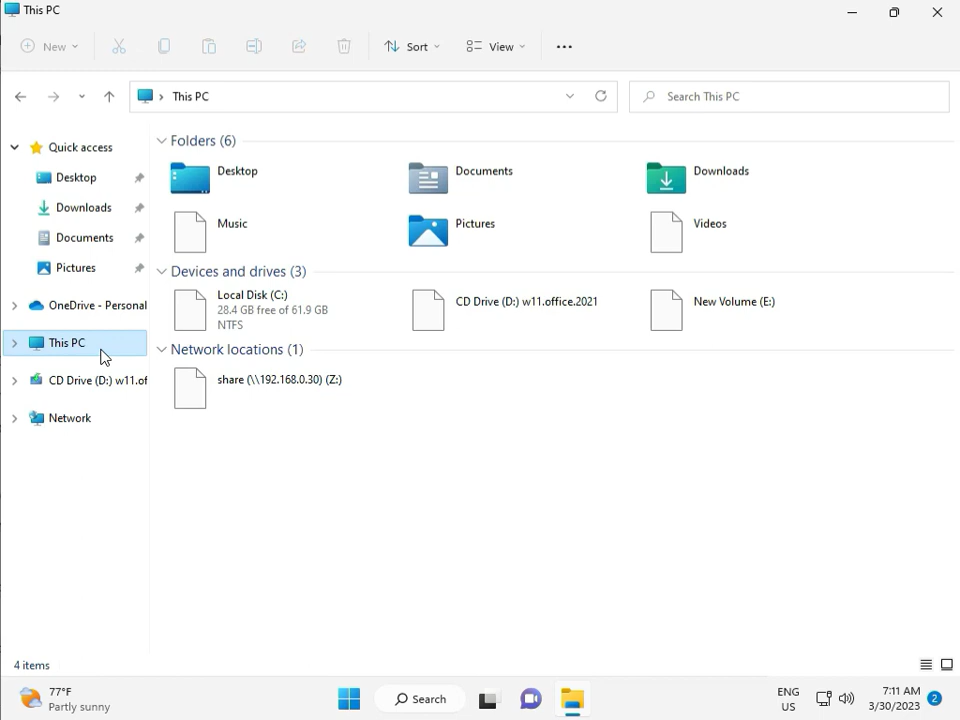 This PC
New
Sort
View
This PC
Search This PC
Quick access
Desktop
Downloads
Documents
Pictures
OneDrive - Personal
This PC
CD Drive (D:) w11.of
Network
Folders (6)
Desktop
Documents
Downloads
Music
Pictures
Videos
Devices and drives (3)
Local Disk (C:)
28.4 GB free of 61.9 GB
NTFS
CD Drive (D:) w11.office.2021
New Volume (E:)
Network locations (1)
share (\\192.168.0.30) (Z:)
4 items
77°F
Partly sunny
Search
ENG
US
7:11 AM
3/30/2023
2